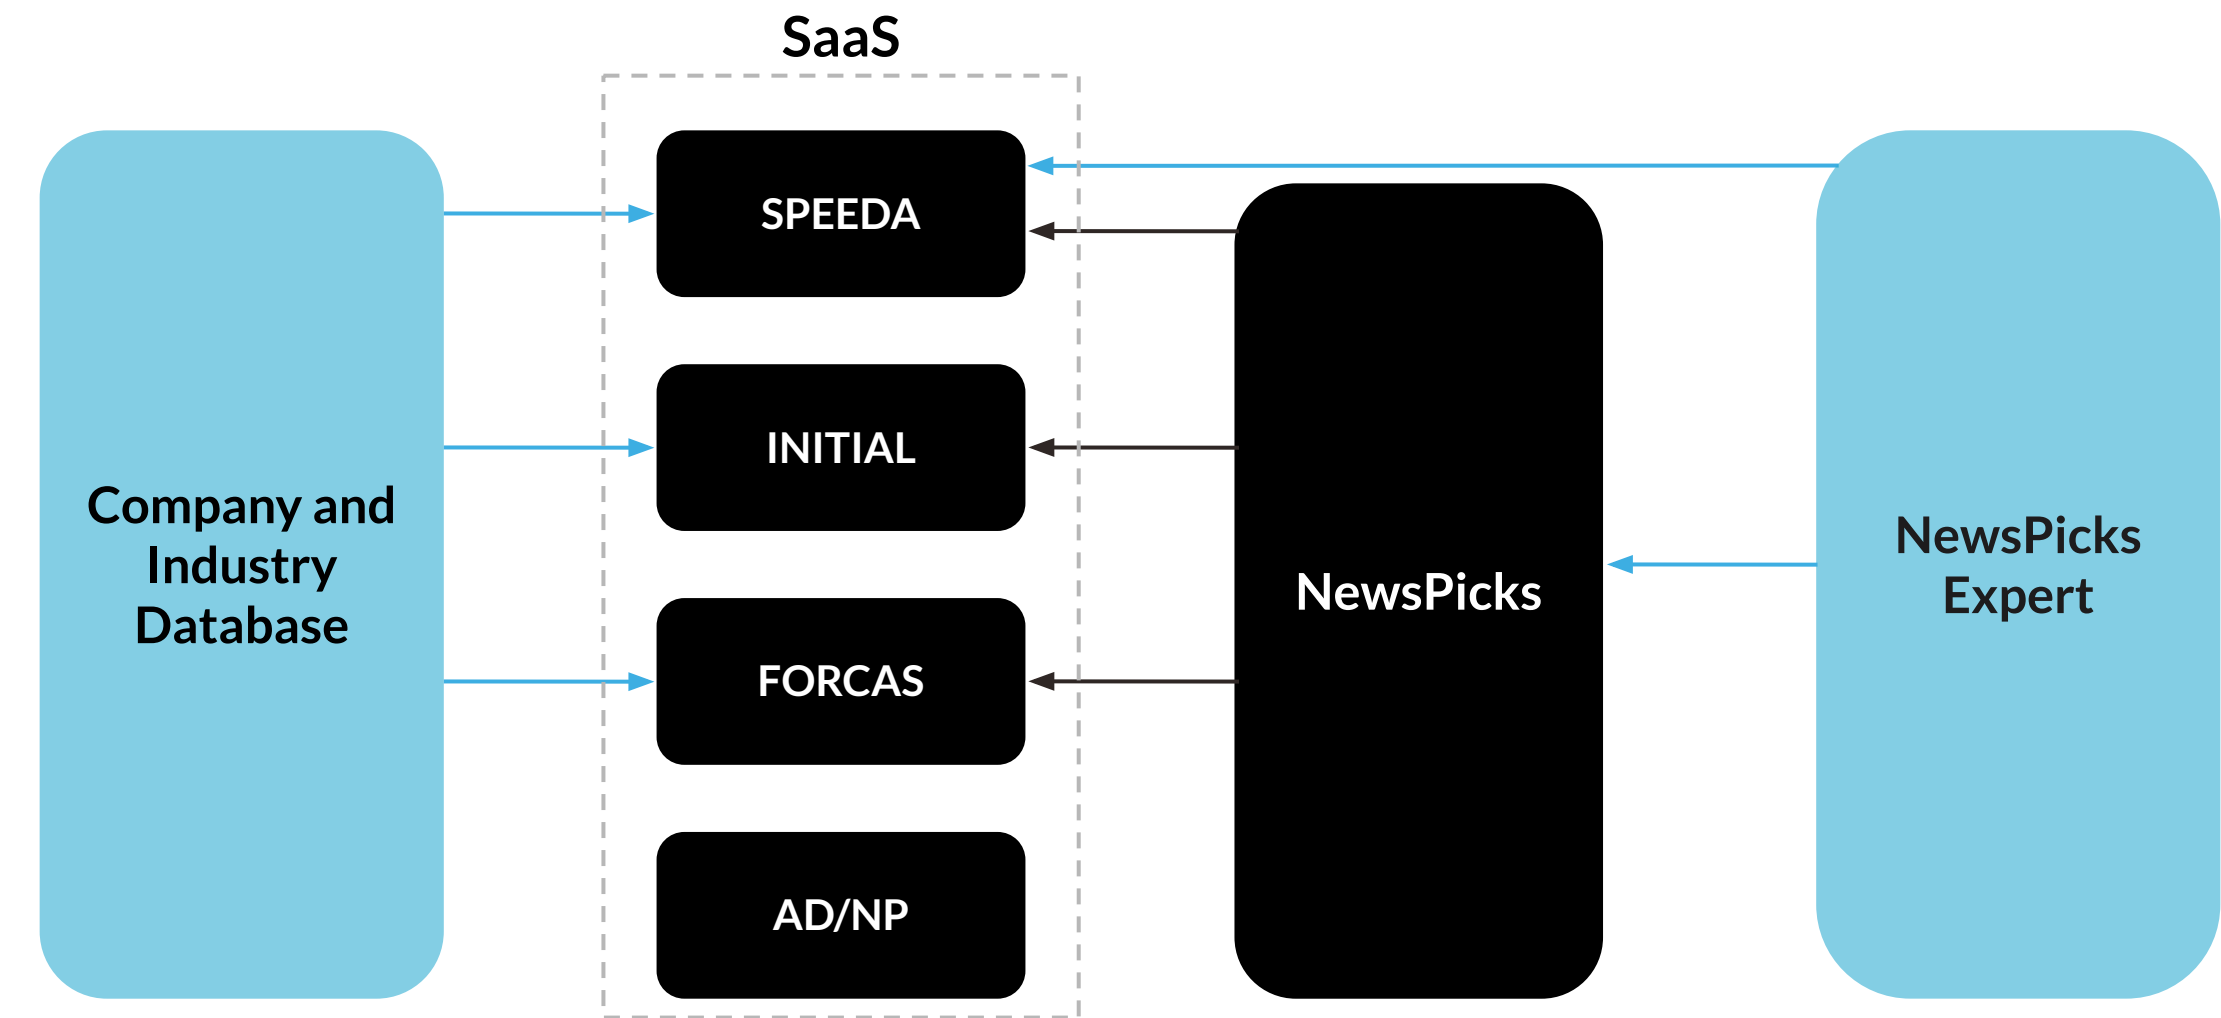 SaaS
Company and
Industry
Database
SPEEDA
INITIAL
FORCAS
AD/NP
NewsPicks
NewsPicks
Expert